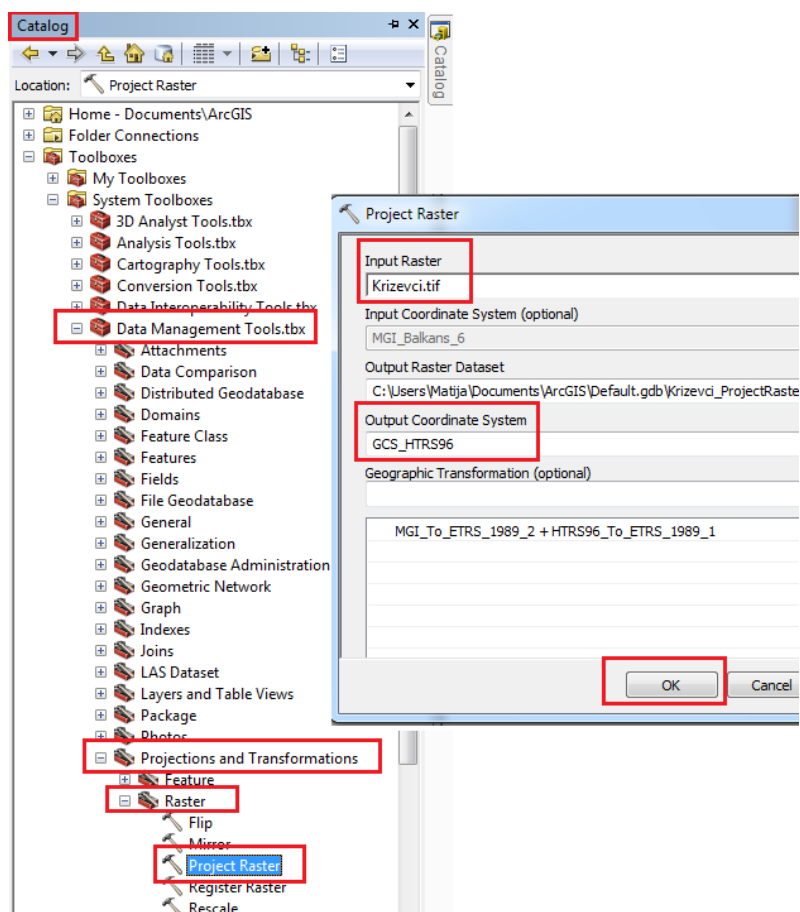 Catalog
Catalog
Location: Project Raster
Home - Documents\ArcGIS
Folder Connections
Toolboxes
My Toolboxes
System Toolboxes
3D Analyst Tools.tbx
Analysis Tools.tbx
Cartography Tools.tbx
Conversion Tools.tbx
Data Interoperability Tools.tbx
Data Management Tools.tbx
Attachments
Data Comparison
Distributed Geodatabase
Domains
Feature Class
Features
Fields
File Geodatabase
General
Generalization
Geodatabase Administration
Geometric Network
Graph
Indexes
Joins
LAS Dataset
Layers and Table Views
Package
Photos
Projections and Transformations
Feature
Raster
Flip
Mirror
Project Raster
Register Raster
Rescale
Project Raster
Input Raster
Krizevci.tif
Input Coordinate System (optional)
MGI_Balkans_6
Output Raster Dataset
C:\Users\Matija\Documents\ArcGIS\Default.gdb\Krizevci_ProjectRaste
Output Coordinate System
GCS_HTRS96
Geographic Transformation (optional)
MGI_To_ETRS_1989_2 + HTRS96_To_ETRS_1989_1
OK
Cancel